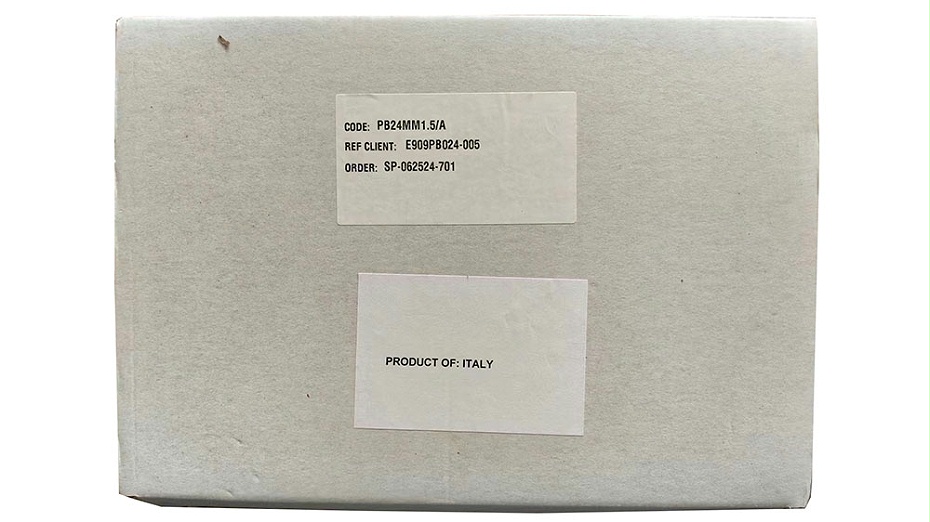 CODE: PB24MM1.5/A
REF CLIENT: E909PB024-005
ORDER: SP-062524-701
PRODUCT OF: ITALY